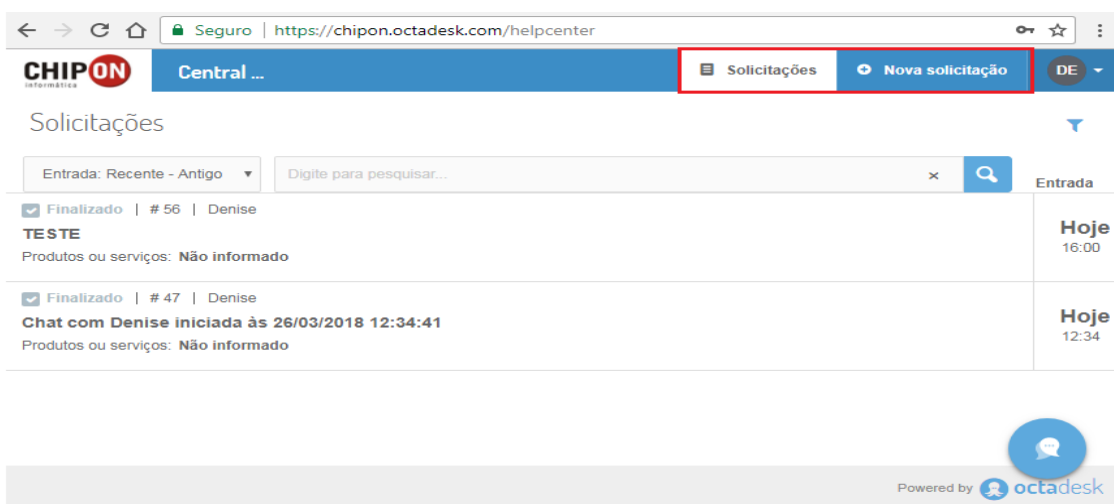 Seguro | https://chipon.octadesk.com/helpcenter
CHIPON informática Central ... Solicitações Nova solicitação DE
Solicitações
Entrada: Recente - Antigo Digite para pesquisar... × Entrada
Finalizado | # 56 | Denise
TESTE
Produtos ou serviços: Não informado
Hoje
16:00
Finalizado | # 47 | Denise
Chat com Denise iniciada às 26/03/2018 12:34:41
Produtos ou serviços: Não informado
Hoje
12:34
Powered by octadesk